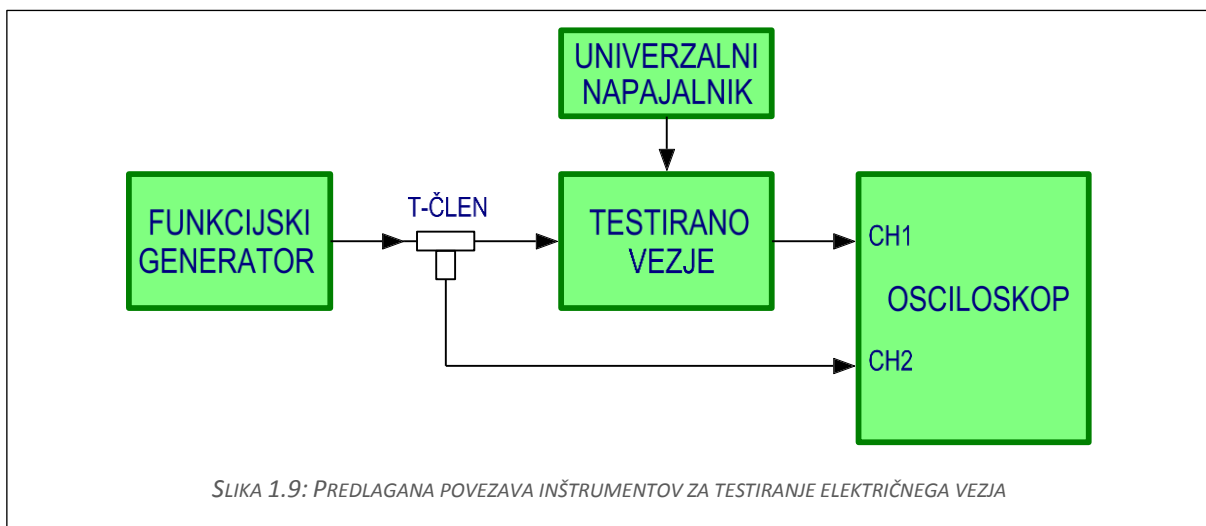 UNIVERZALNI
NAPAJALNIK
FUNKCIJSKI
GENERATOR
T-ČLEN
TESTIRANO
VEZJE
CH1
OSCILOSKOP
CH2
SLIKA 1.9: PREDLAGANA POVEZAVA INŠTRUMENTOV ZA TESTIRANJE ELEKTRIČNEGA VEZJA